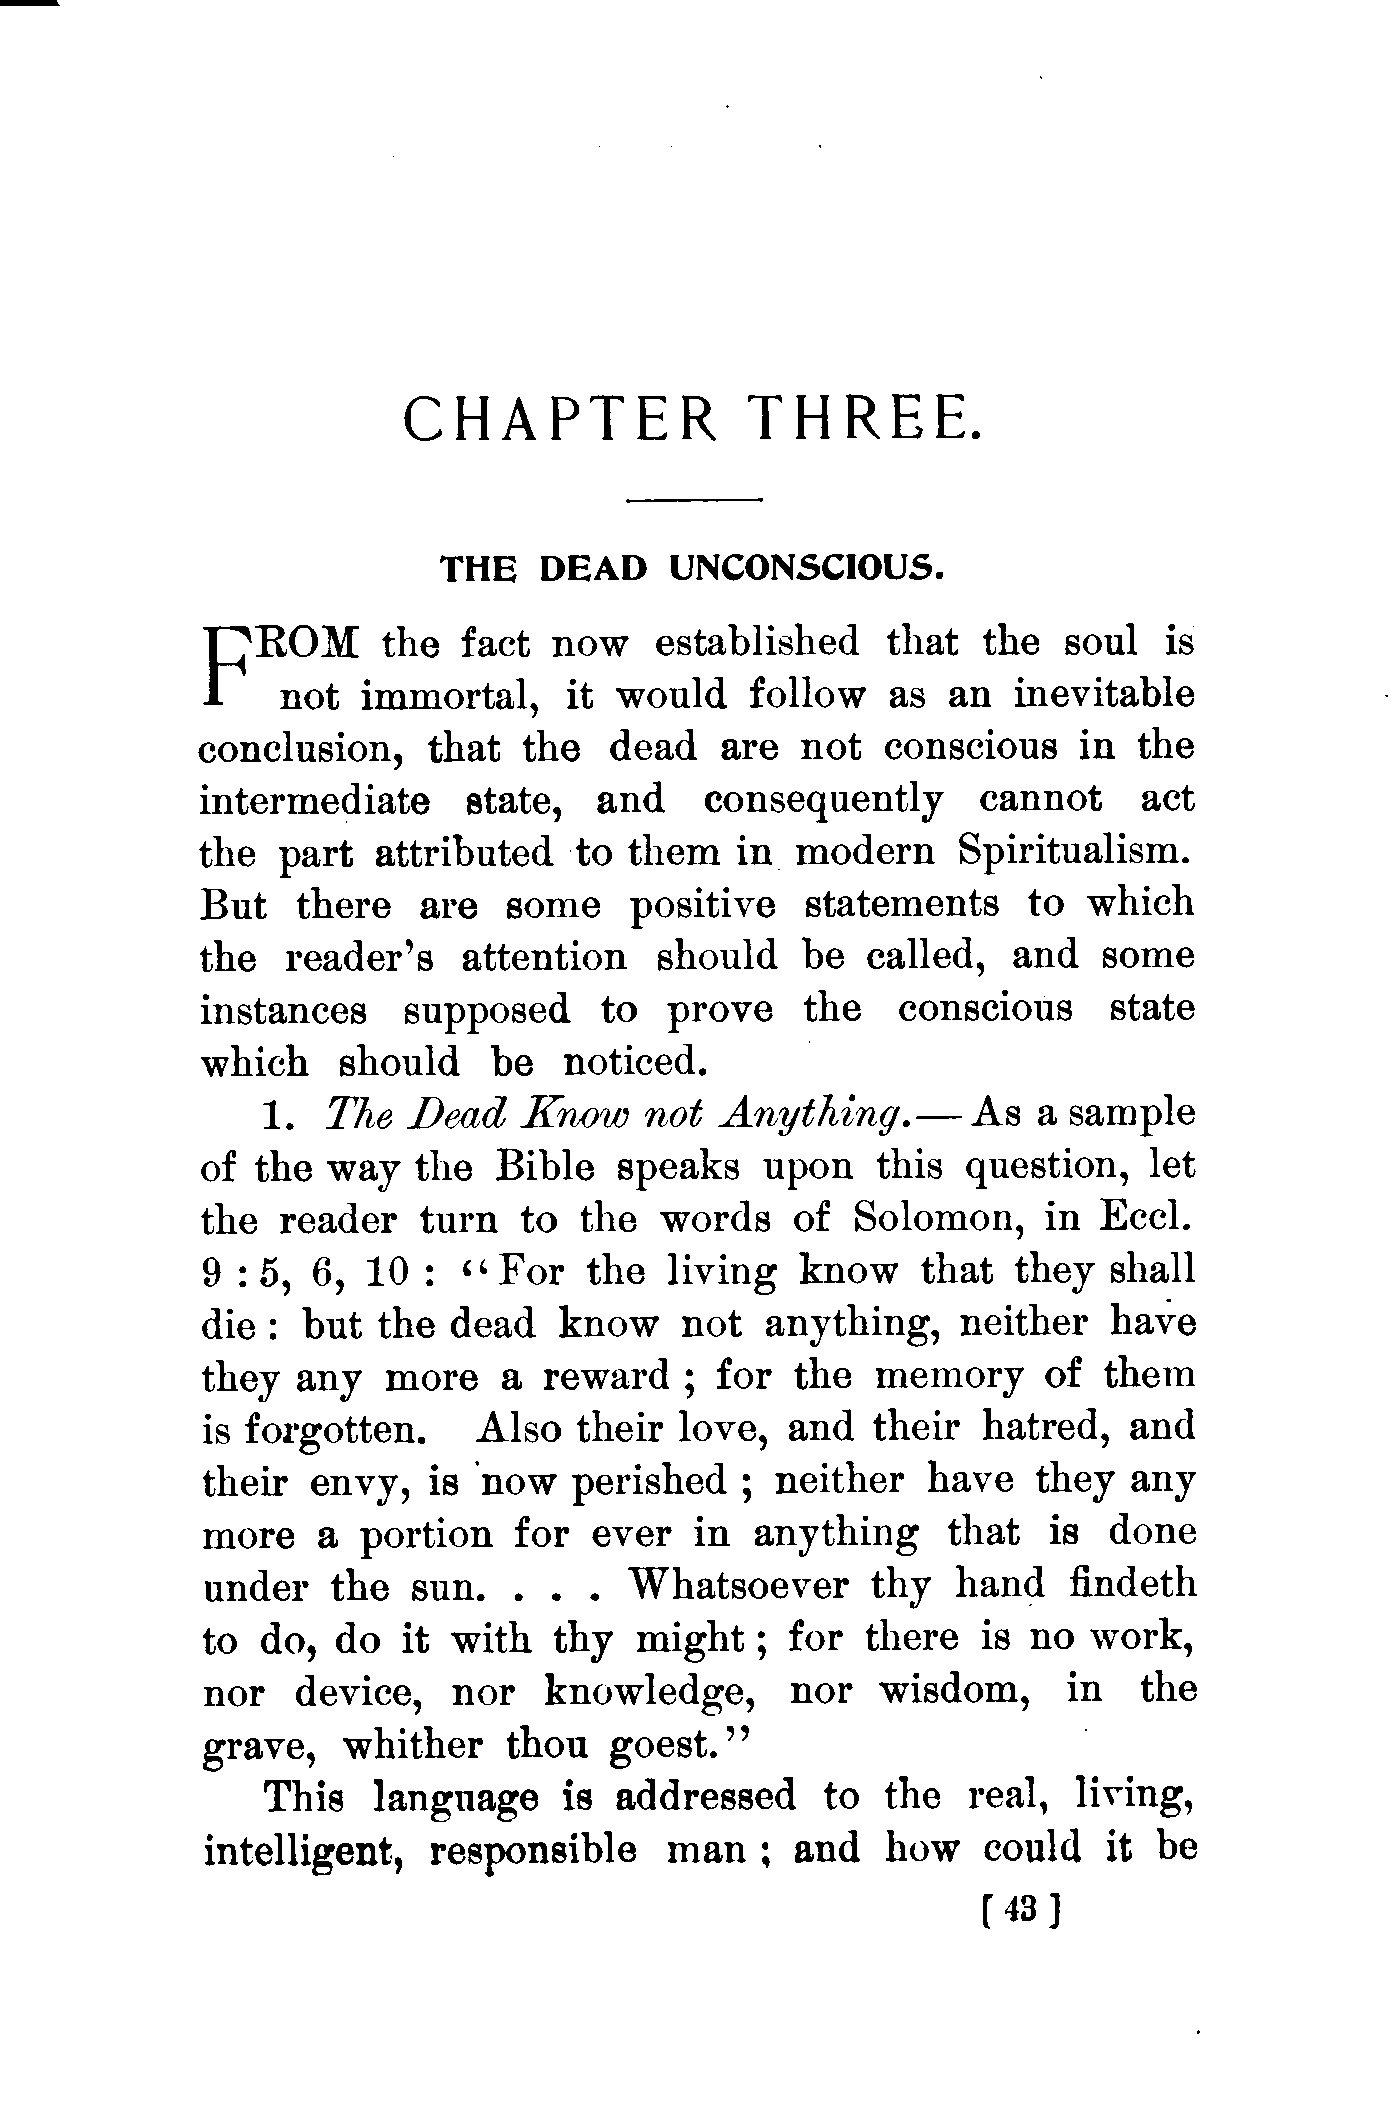 CHAPTER THREE.
THE DEAD UNCONSCIOUS.
FROM the fact now established that the soul is
not immortal, it would follow as an inevitable
conclusion, that the dead are not conscious in the
intermediate state, and consequently cannot act
the part attributed to them in modern Spiritualism.
But there are some positive statements to which
the reader's attention should be called, and some
instances supposed to prove the conscious state
which should be noticed.
1. The Dead Know not Anything.— As a sample
of the way the Bible speaks upon this question, let
the reader turn to the words of Solomon, in Eccl.
9 : 5, 6, 10 : “For the living know that they shall
die : but the dead know not anything, neither have
they any more a reward ; for the memory of them
is forgotten. Also their love, and their hatred, and
their envy, is now perished ; neither have they any
more a portion for ever in anything that is done
under the sun. . . . Whatsoever thy hand findeth
to do, do it with thy might ; for there is no work,
nor device, nor knowledge, nor wisdom, in the
grave, whither thou goest.”
This language is addressed to the real, living,
intelligent, responsible man ; and how could it be
[ 43 ]